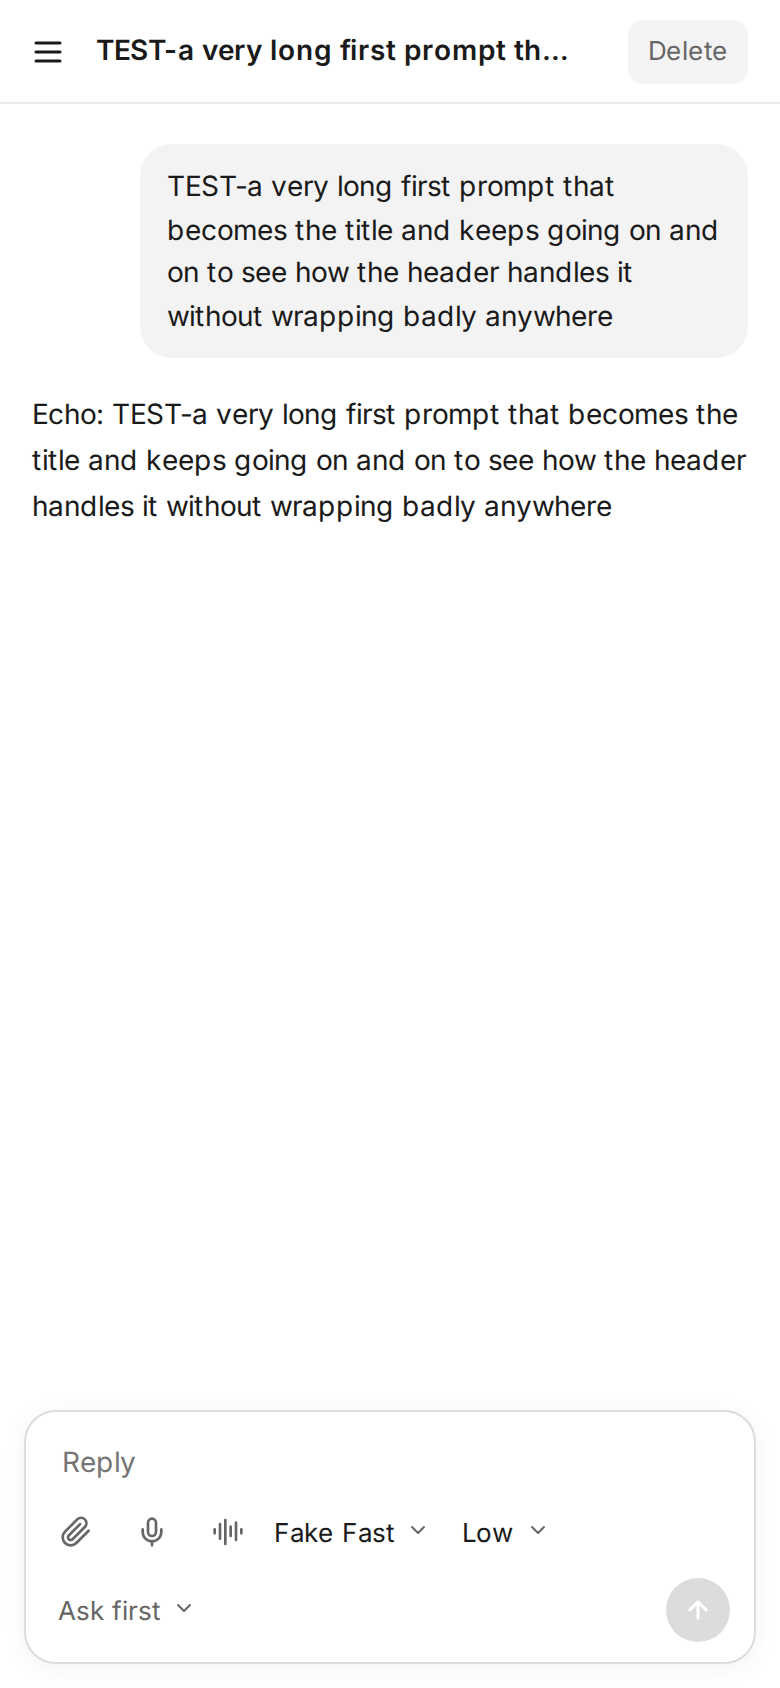 TEST-a very long first prompt th...
Delete
TEST-a very long first prompt that
becomes the title and keeps going on and
on to see how the header handles it
without wrapping badly anywhere
Echo: TEST-a very long first prompt that becomes the
title and keeps going on and on to see how the header
handles it without wrapping badly anywhere
Reply
Fake Fast
Low
Ask first